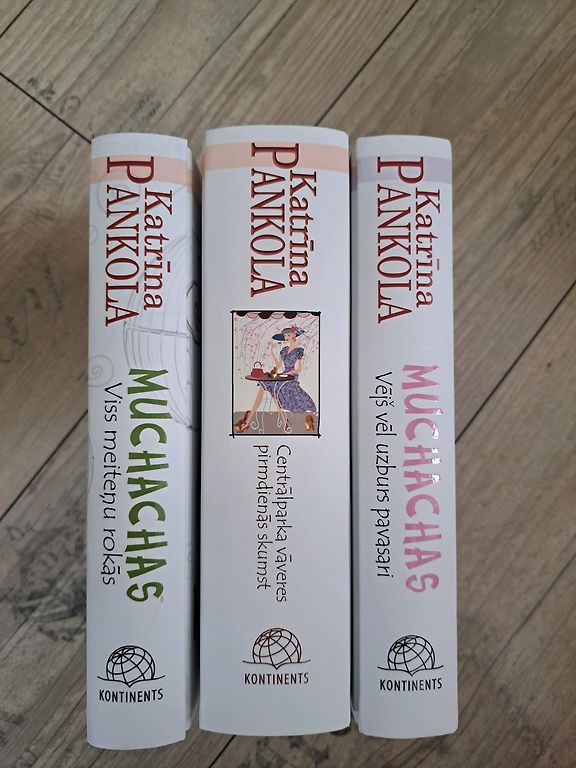 Katrīna
PANKOLA
MUCHACHAS
Viss meiteņu rokās
KONTINENTS
Katrīna
PANKOLA
Centrālparka vāveres
pirmdienās skumst
KONTINENTS
Katrīna
PANKOLA
MUCHACHAS
Vējš vēl uzburs pavasari
KONTINENTS